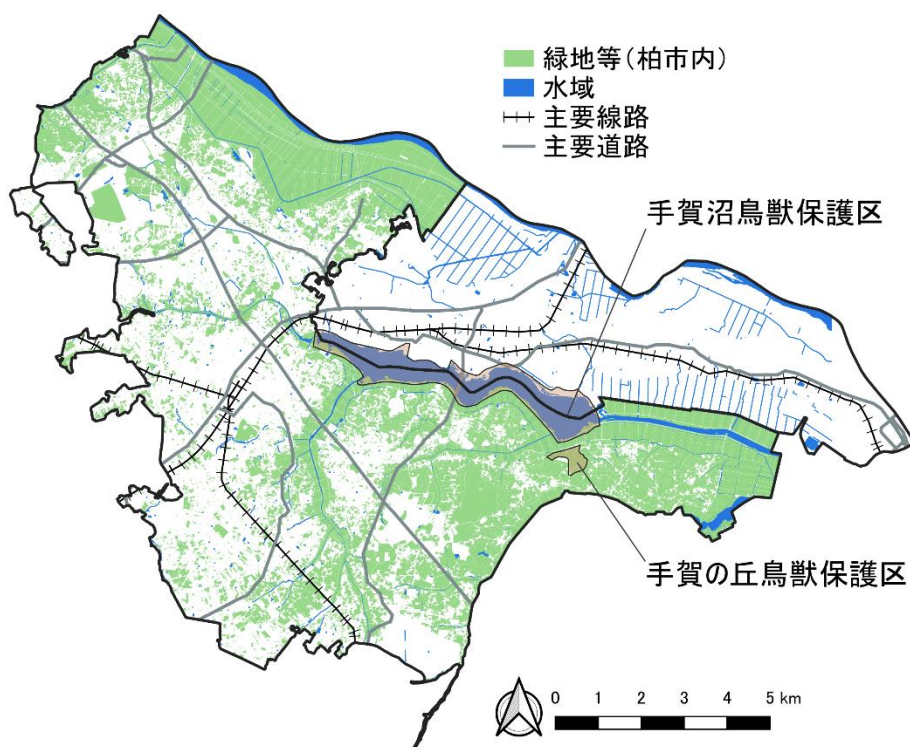 緑地等(柏市内)
水域
主要線路
主要道路
手賀沼鳥獣保護区
手賀の丘鳥獣保護区
0 1 2 3 4 5 km